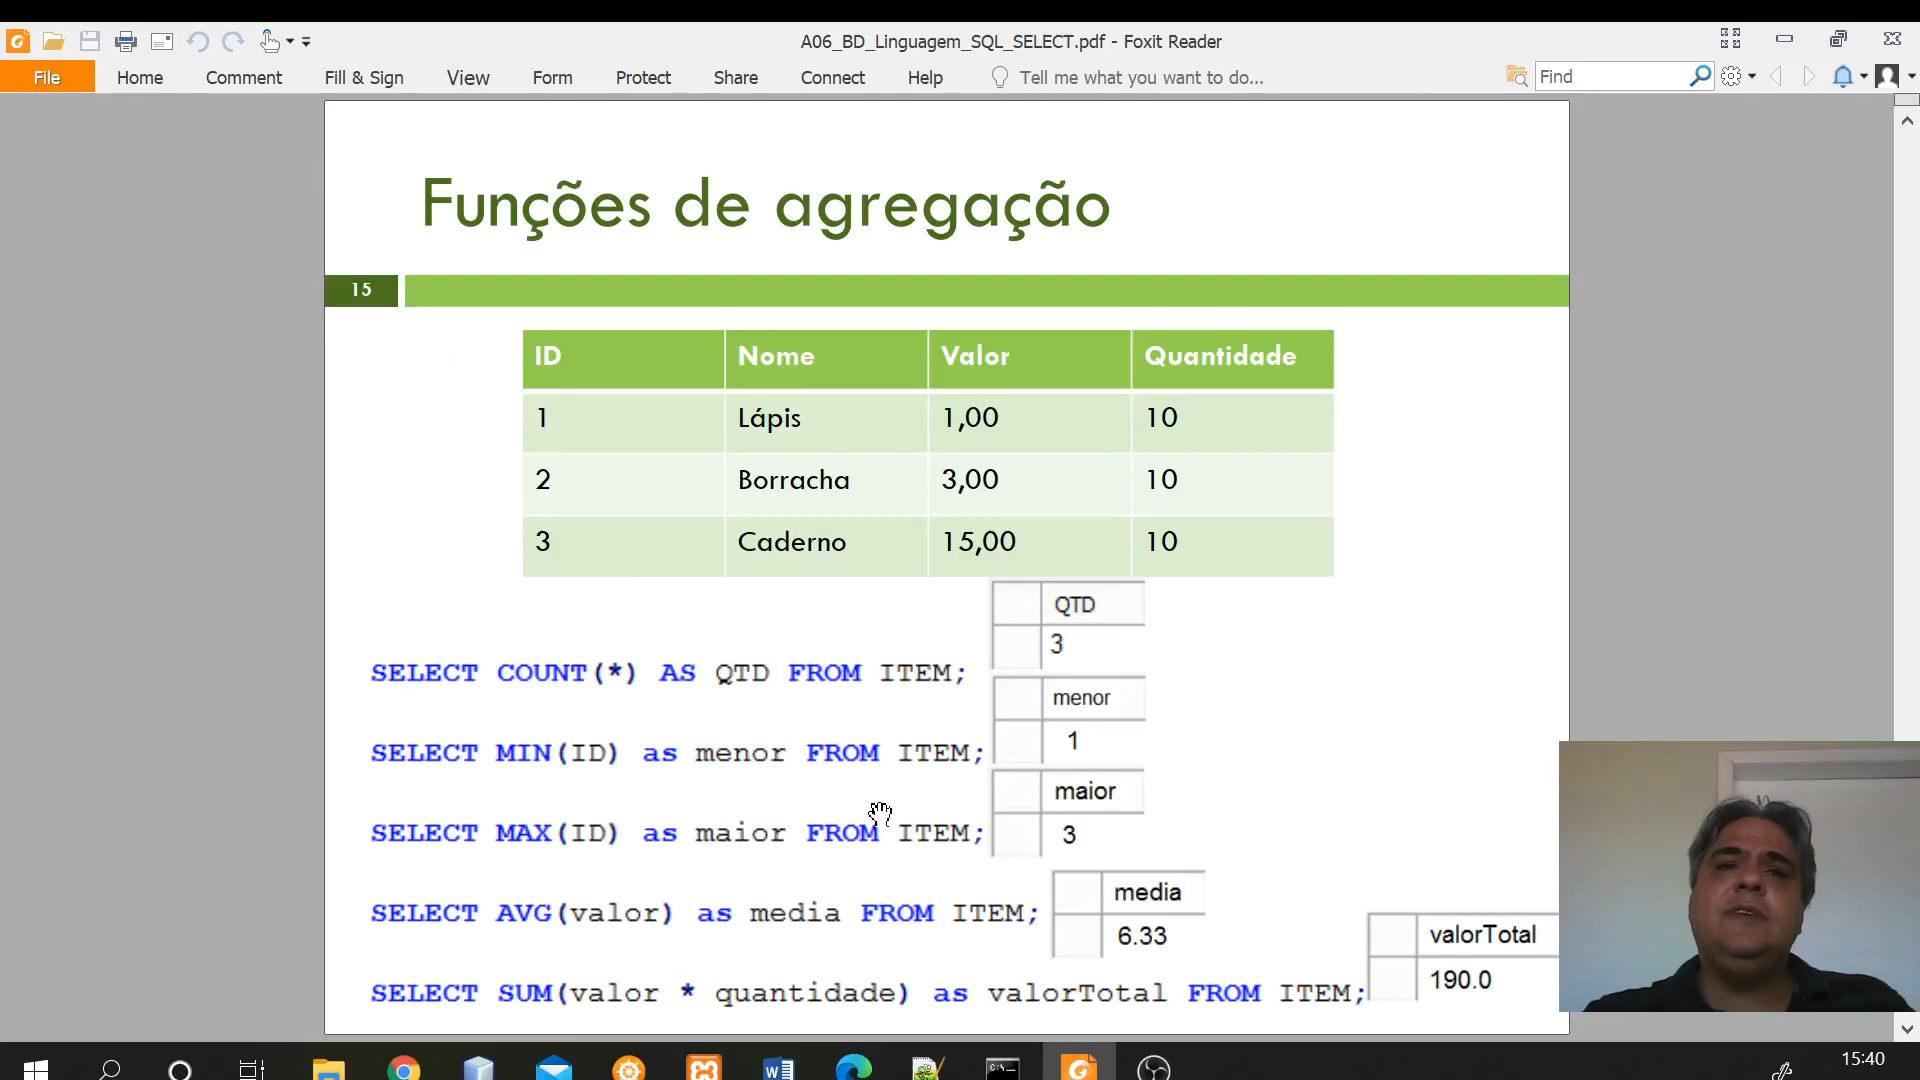 A06_BD_Linguagem_SQL_SELECT.pdf - Foxit Reader
File Home Comment Fill & Sign View Form Protect Share Connect Help Tell me what you want to do... Find
Funções de agregação
15
ID Nome Valor Quantidade
1 Lápis 1,00 10
2 Borracha 3,00 10
3 Caderno 15,00 10
QTD
3
SELECT COUNT(*) AS QTD FROM ITEM;
menor
1
SELECT MIN(ID) as menor FROM ITEM;
maior
3
SELECT MAX(ID) as maior FROM ITEM;
media
6.33
SELECT AVG(valor) as media FROM ITEM;
valorTotal
190.0
SELECT SUM(valor * quantidade) as valorTotal FROM ITEM;
15:40